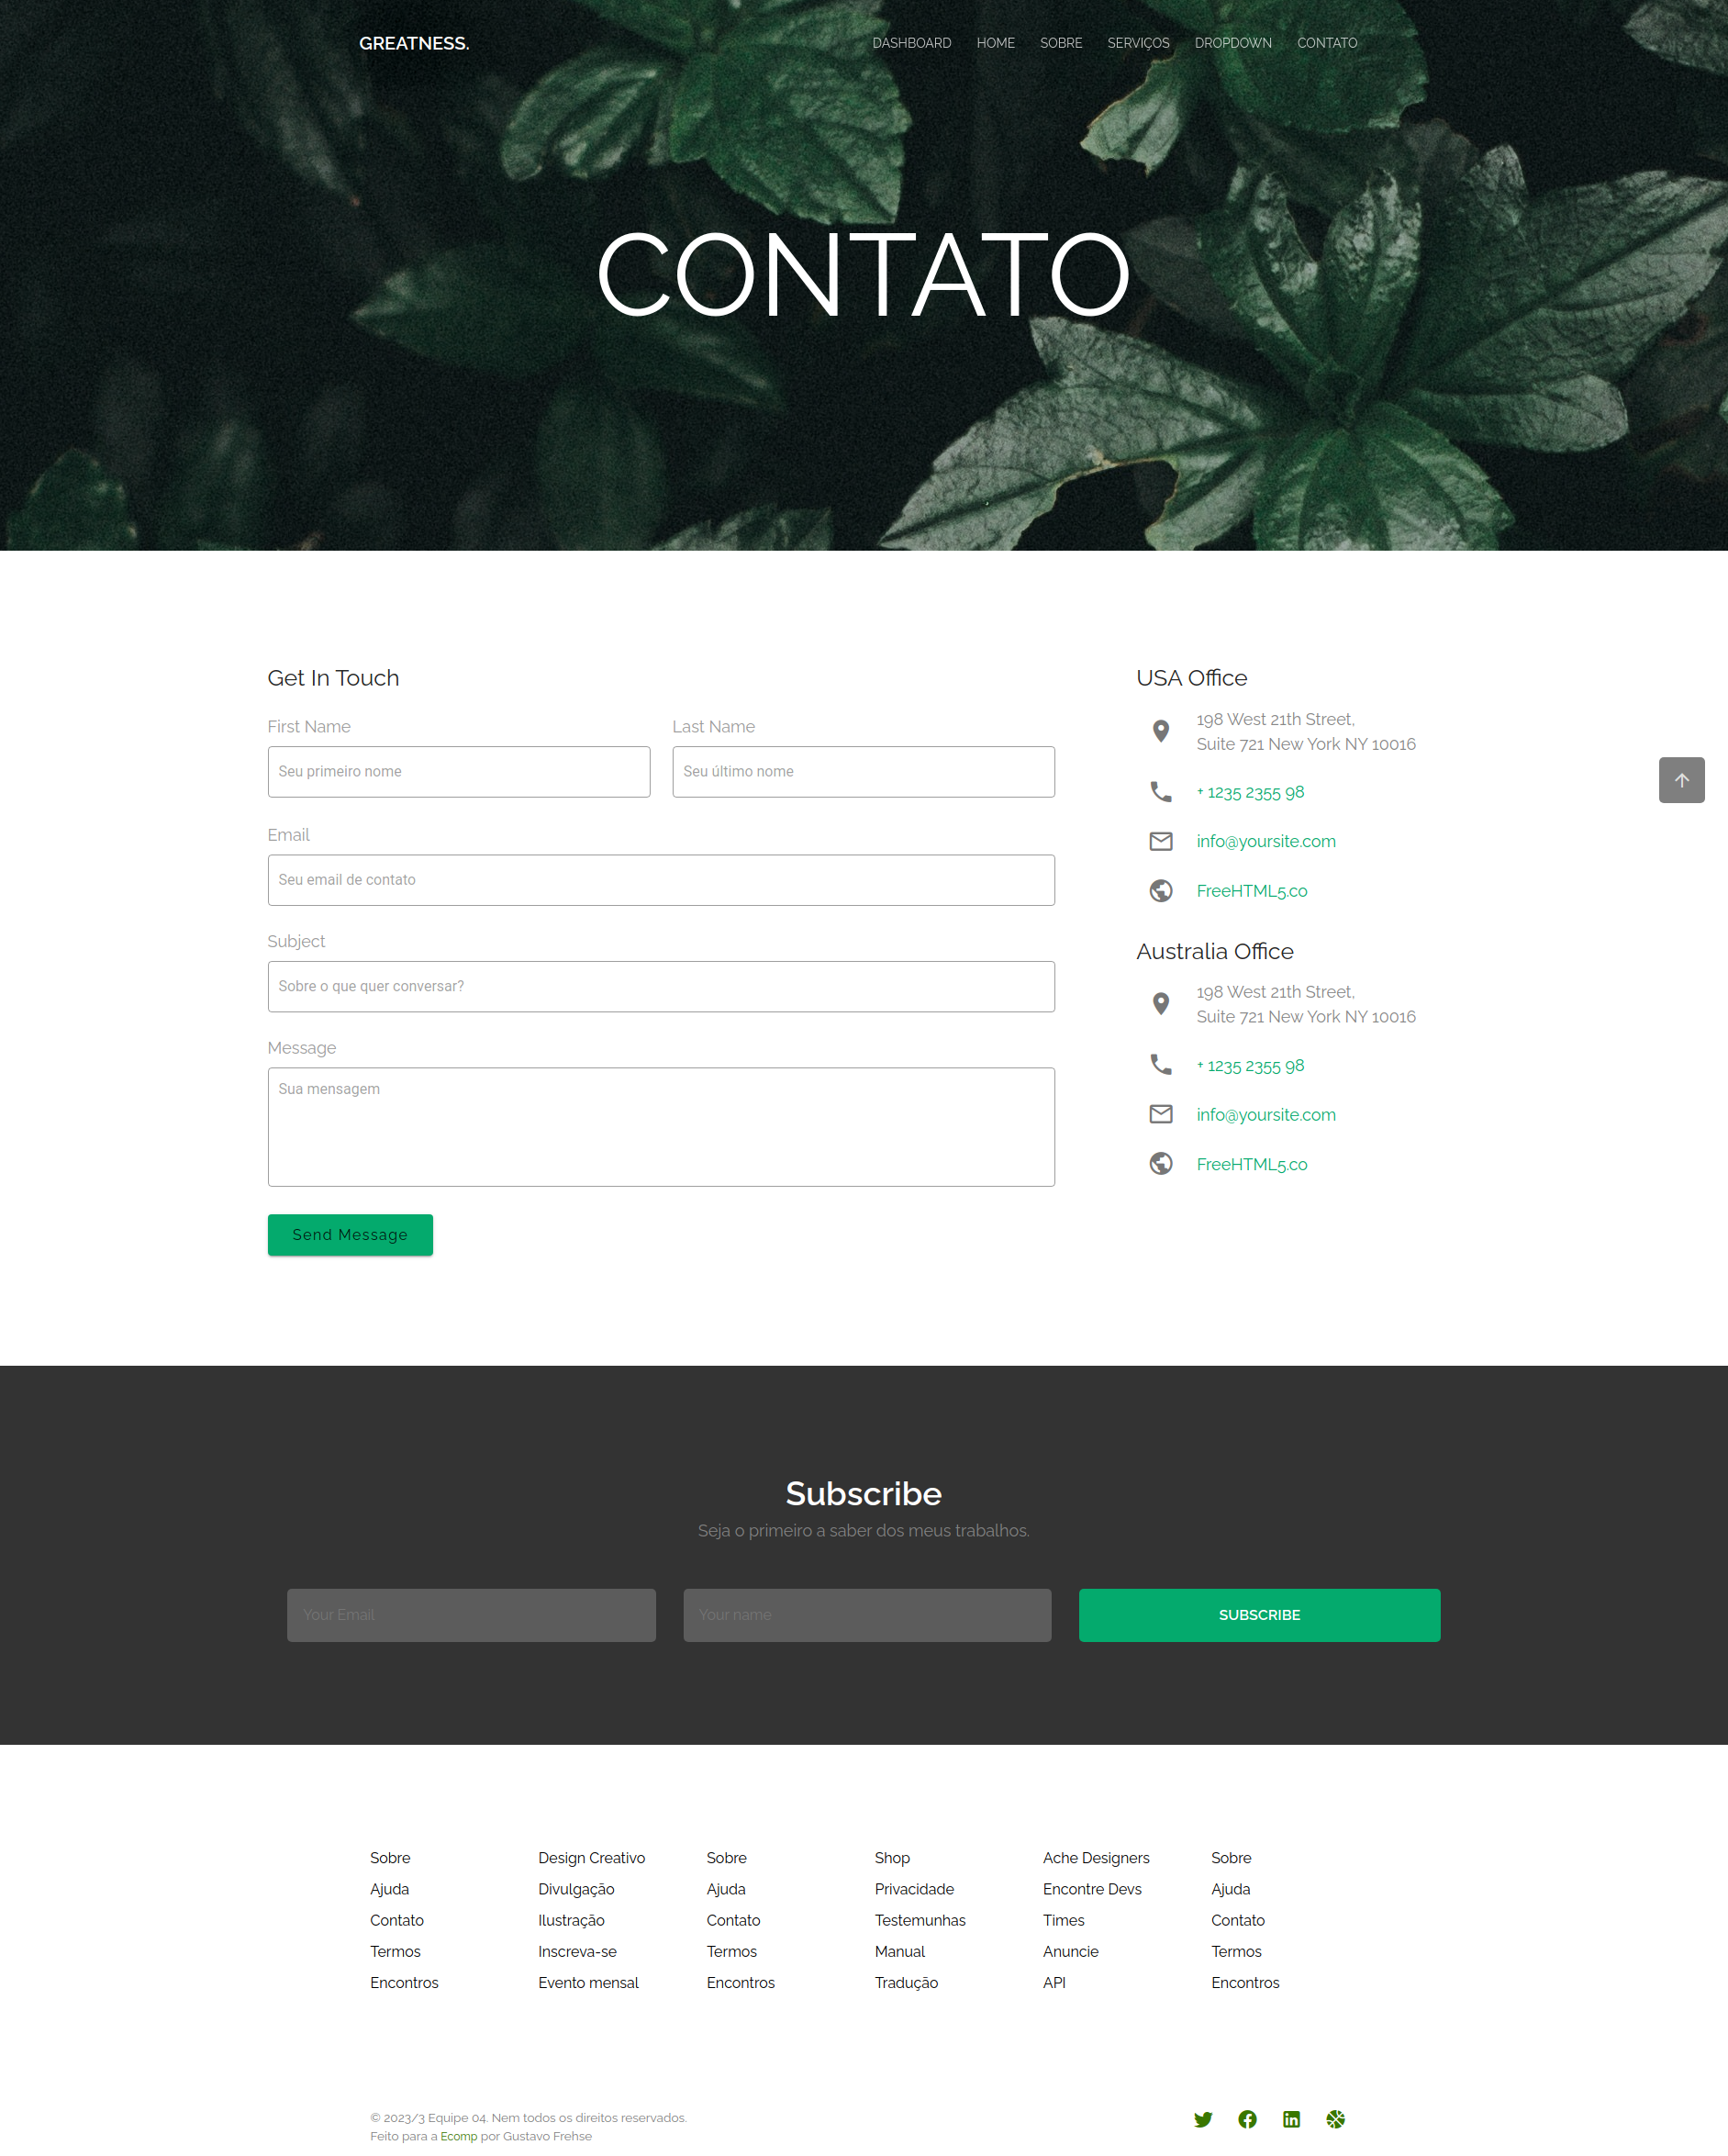 GREATNESS.
DASHBOARD HOME SOBRE SERVIÇOS DROPDOWN CONTATO
CONTATO
Get In Touch
First Name Last Name
Seu primeiro nome Seu último nome
Email
Seu email de contato
Subject
Sobre o que quer conversar?
Message
Sua mensagem
Send Message
USA Office
198 West 21th Street,
Suite 721 New York NY 10016
+ 1235 2355 98
info@yoursite.com
FreeHTML5.co
Australia Office
198 West 21th Street,
Suite 721 New York NY 10016
+ 1235 2355 98
info@yoursite.com
FreeHTML5.co
Subscribe
Seja o primeiro a saber dos meus trabalhos.
Your Email Your name SUBSCRIBE
Sobre Design Creativo Sobre Shop Ache Designers Sobre
Ajuda Divulgação Ajuda Privacidade Encontre Devs Ajuda
Contato Ilustração Contato Testemunhas Times Contato
Termos Inscreva-se Termos Manual Anuncie Termos
Encontros Evento mensal Encontros Tradução API Encontros
© 2023/3 Equipe 04. Nem todos os direitos reservados.
Feito para a Ecomp por Gustavo Frehse